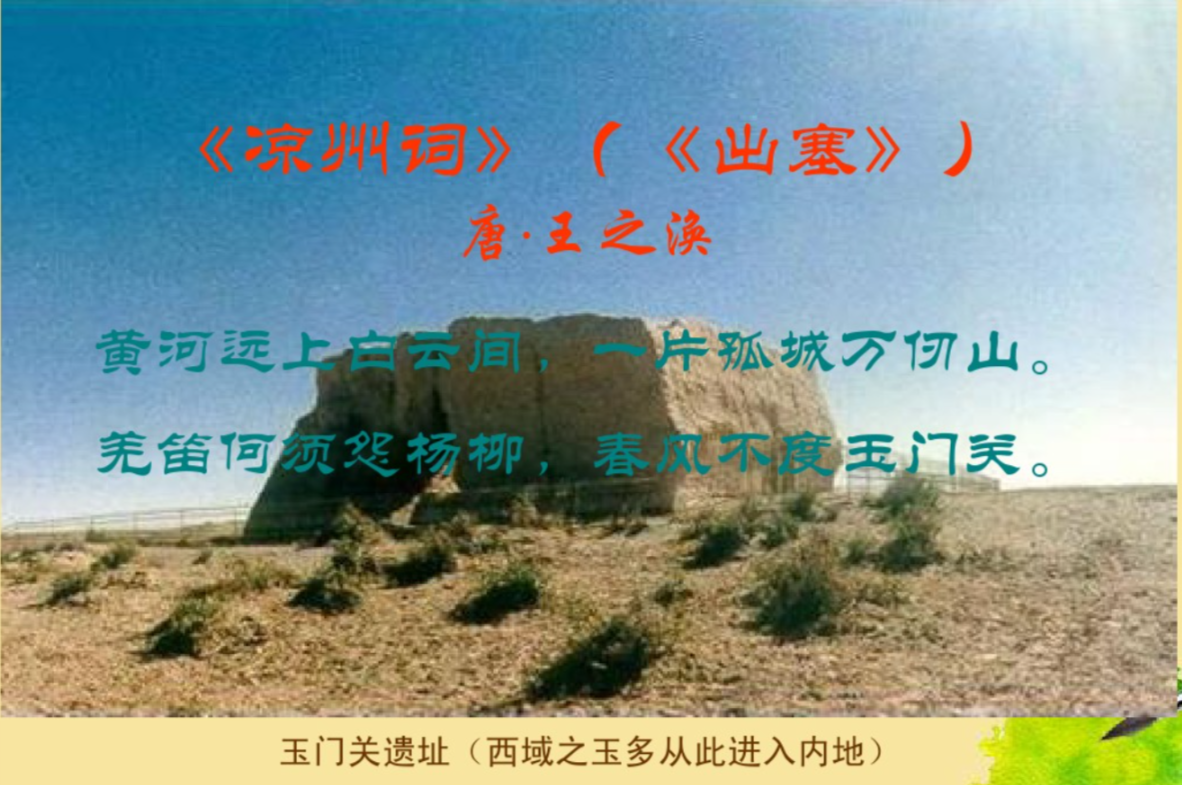 《凉州词》（《出塞》）
唐·王之涣
黄河远上白云间，一片孤城万仞山。
羌笛何须怨杨柳，春风不度玉门关。
玉门关遗址（西域之玉多从此进入内地）